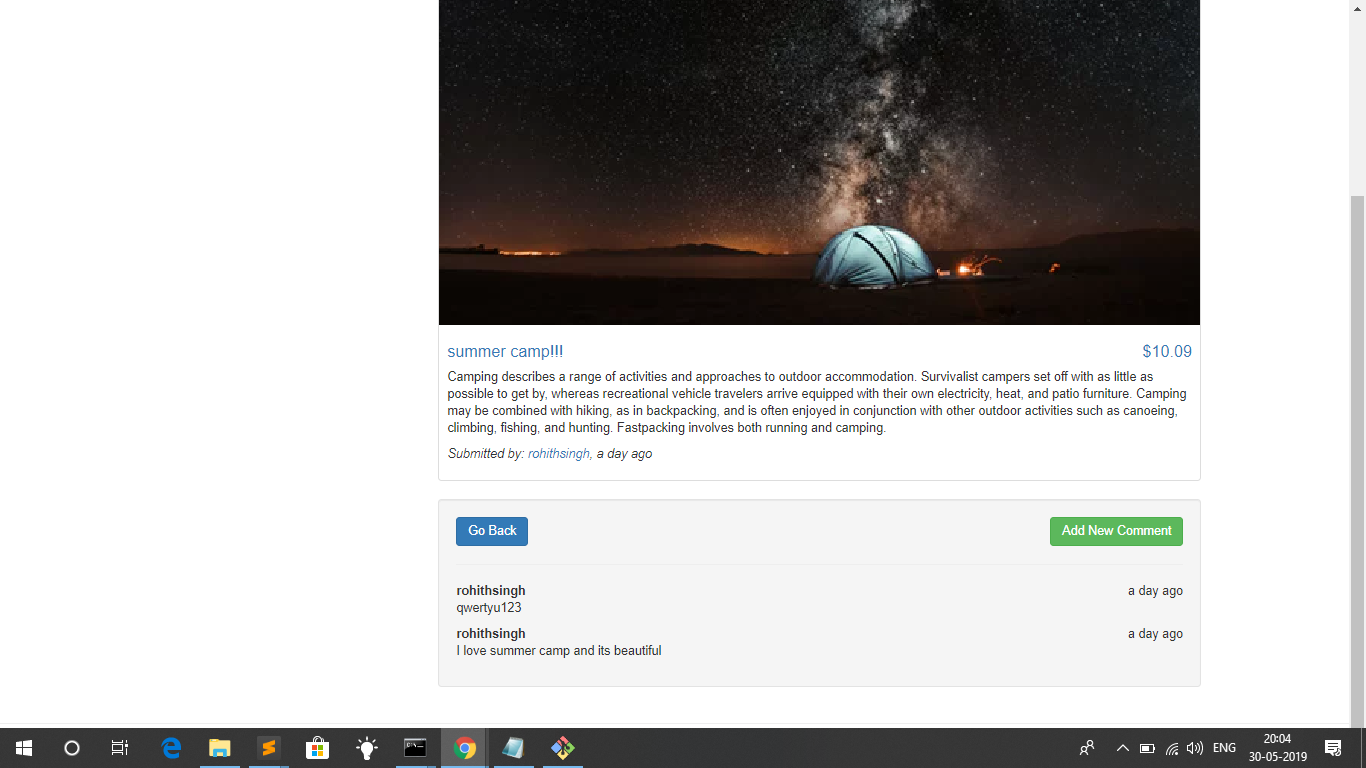 summer camp!!! $10.09
Camping describes a range of activities and approaches to outdoor accommodation. Survivalist campers set off with as little as
possible to get by, whereas recreational vehicle travelers arrive equipped with their own electricity, heat, and patio furniture. Camping
may be combined with hiking, as in backpacking, and is often enjoyed in conjunction with other outdoor activities such as canoeing,
climbing, fishing, and hunting. Fastpacking involves both running and camping.
Submitted by: rohithsingh, a day ago
Go Back Add New Comment
rohithsingh a day ago
qwertyu123
rohithsingh a day ago
I love summer camp and its beautiful
ENG
20:04
30-05-2019